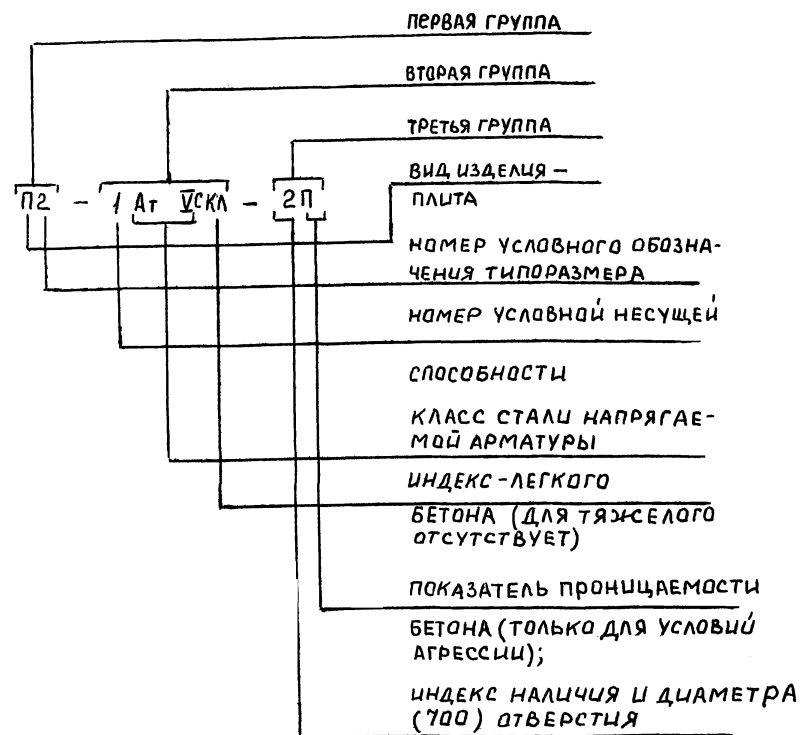 ПЕРВАЯ ГРУППА
ВТОРАЯ ГРУППА
ТРЕТЬЯ ГРУППА
ВИД ИЗДЕЛИЯ –
П2 – 1 Ат VСКЛ – 2П
ПЛИТА
НОМЕР УСЛОВНОГО ОБОЗНА-
ЧЕНИЯ ТИПОРАЗМЕРА
НОМЕР УСЛОВНОЙ НЕСУЩЕЙ
СПОСОБНОСТИ
КЛАСС СТАЛИ НАПРЯГАЕ-
МОЙ АРМАТУРЫ
ИНДЕКС-ЛЕГКОГО
БЕТОНА (ДЛЯ ТЯЖЕЛОГО
ОТСУТСТВУЕТ)
ПОКАЗАТЕЛЬ ПРОНИЦАЕМОСТИ
БЕТОНА (ТОЛЬКО ДЛЯ УСЛОВИЙ
АГРЕССИИ);
ИНДЕКС НАЛИЧИЯ И ДИАМЕТРА
(700) ОТВЕРСТИЯ